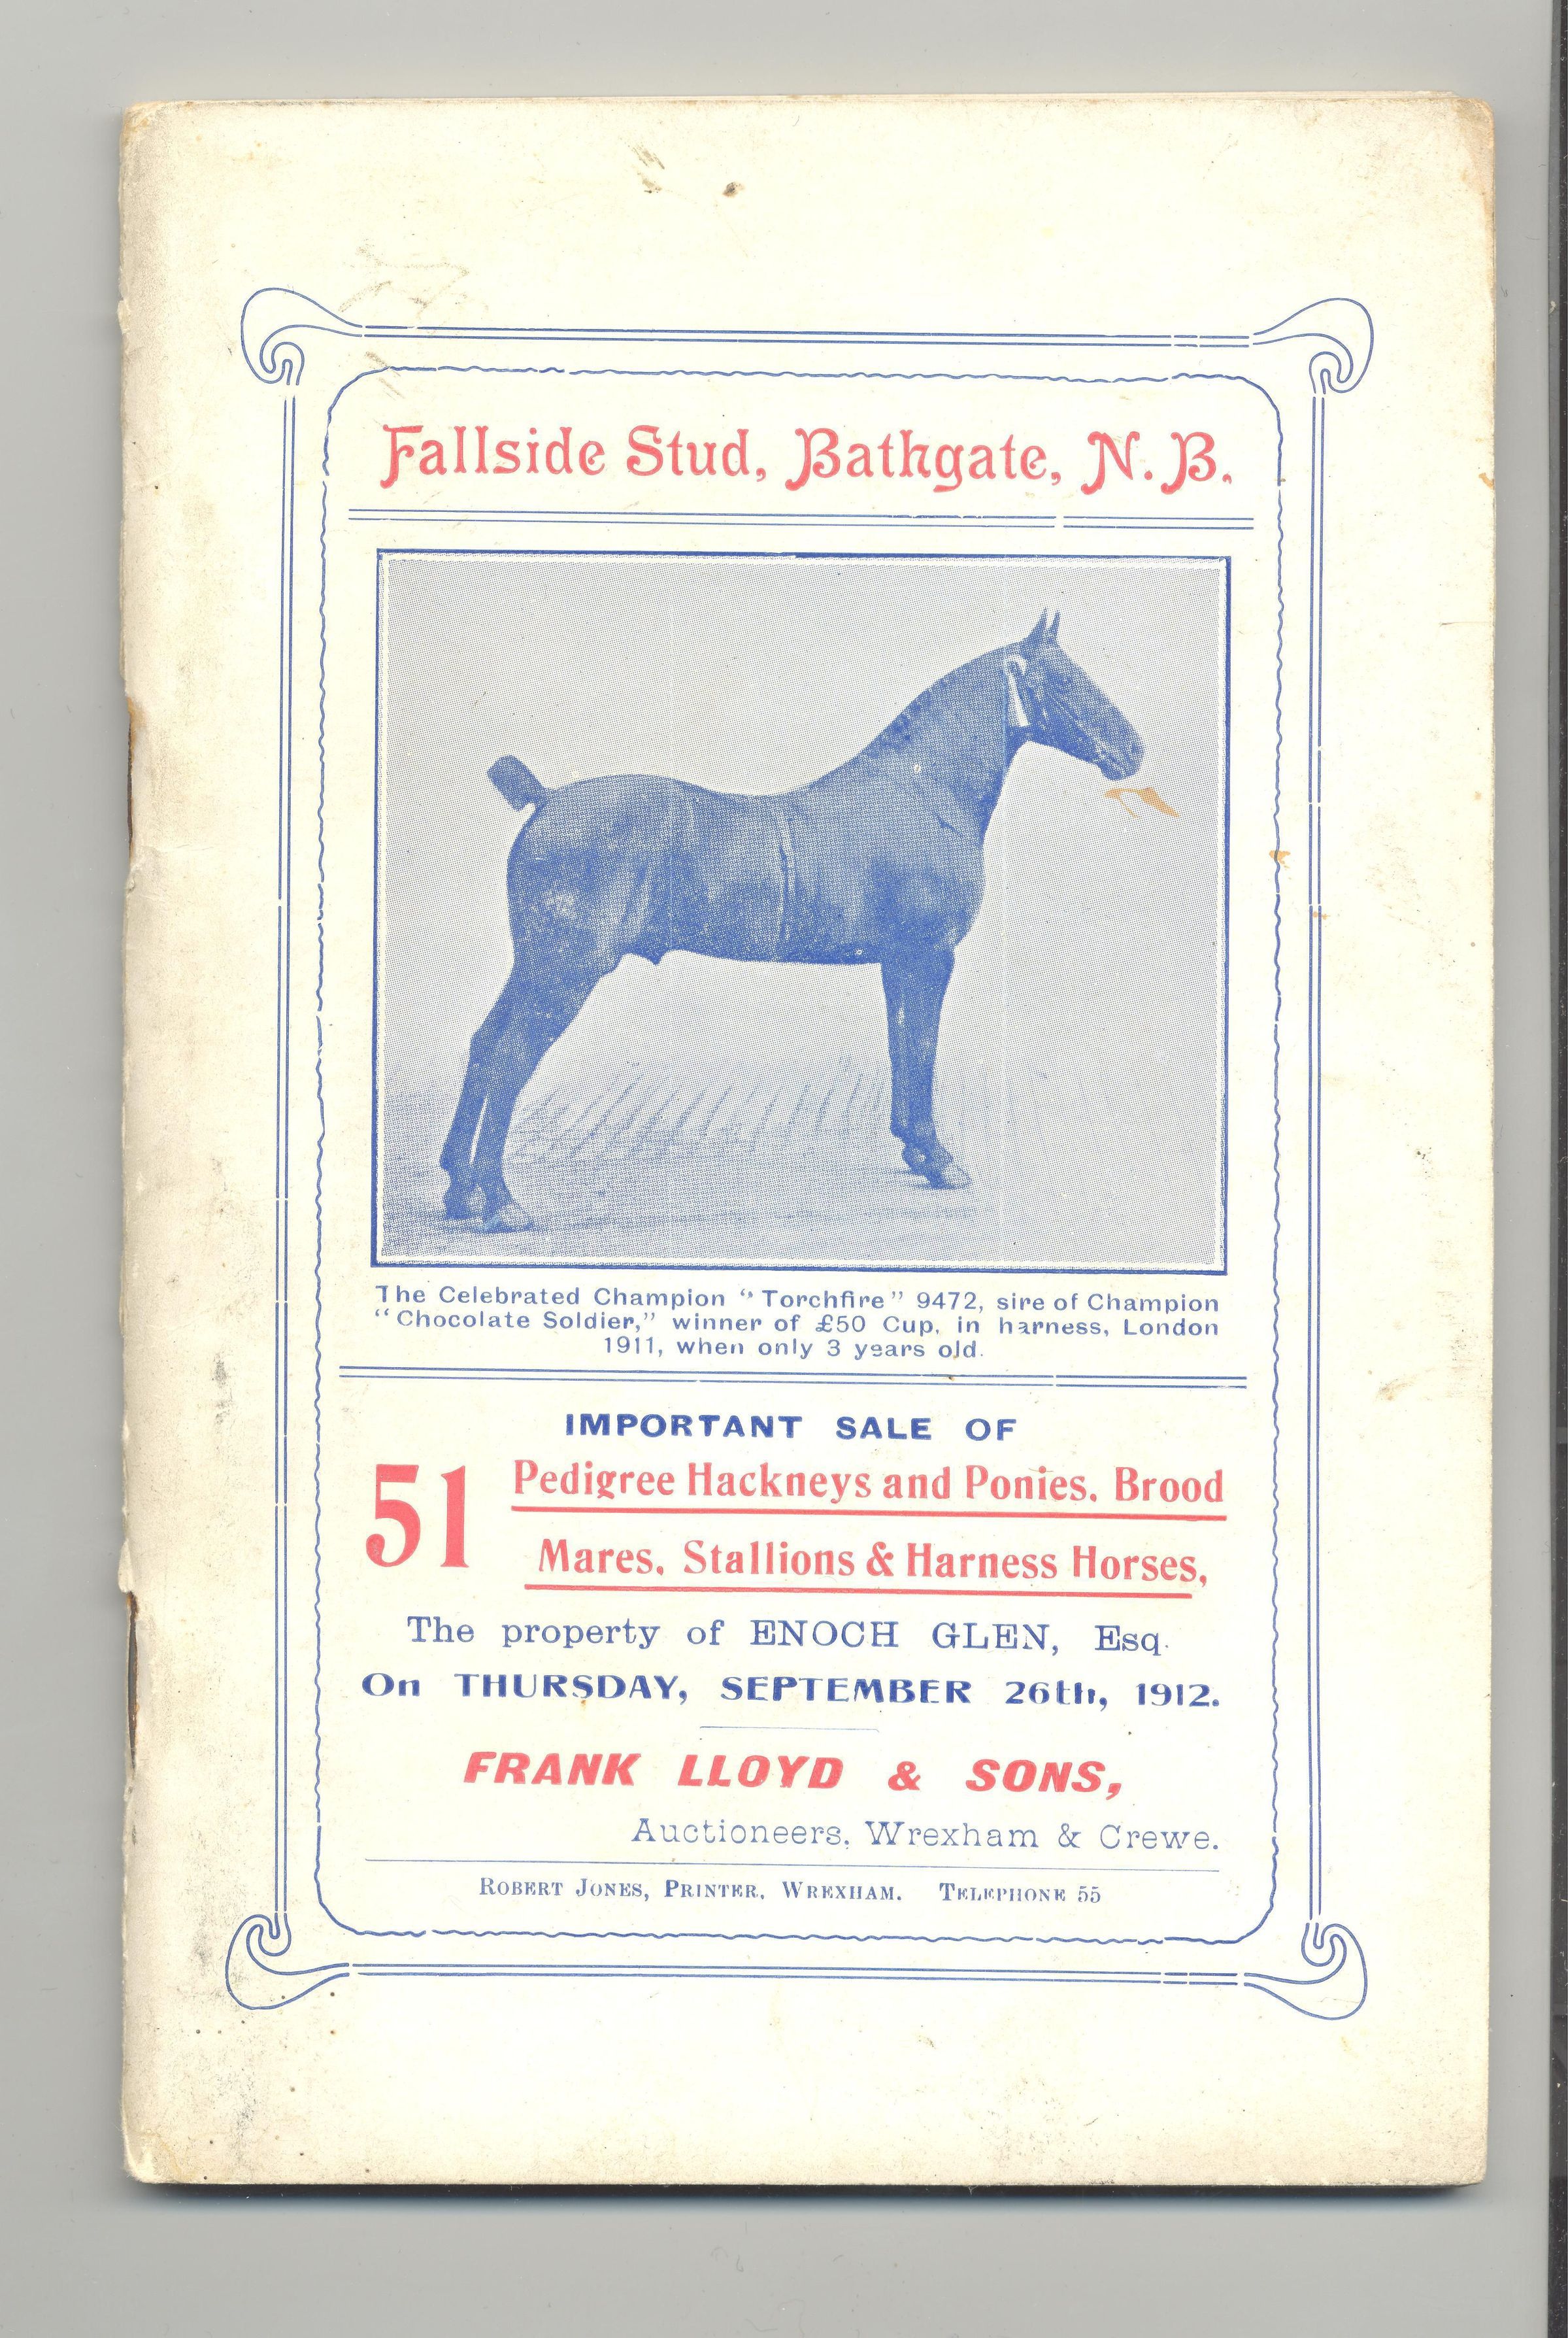 Fallside Stud, Bathgate, N.B.
The Celebrated Champion "Torchfire" 9472, sire of Champion
"Chocolate Soldier," winner of £50 Cup, in harness, London
1911, when only 3 years old.
IMPORTANT SALE OF
51 Pedigree Hackneys and Ponies, Brood
Mares, Stallions & Harness Horses,
The property of ENOCH GLEN, Esq.
On THURSDAY, SEPTEMBER 26th, 1912.
FRANK LLOYD & SONS,
Auctioneers, Wrexham & Crewe.
ROBERT JONES, PRINTER, WREXHAM. TELEPHONE 55